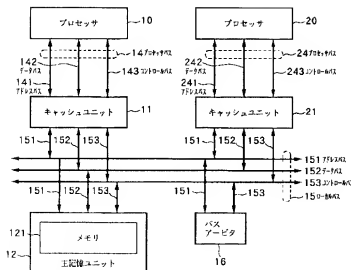 プロセッサ 10
プロセッサ 20
142 14 プロセッサバス
データバス
143 コントロールバス
141
アドレスバス
242 24 プロセッサバス
データバス
243 コントロールバス
241
アドレスバス
キャッシュユニット 11
キャッシュユニット 21
151 152 153
151 152 153
151 アドレスバス
152 データバス
153 コントロールバス
15 ローカルバス
151 152 153
151 153
121 メモリ
12 主記憶ユニット
バス
アービタ
16